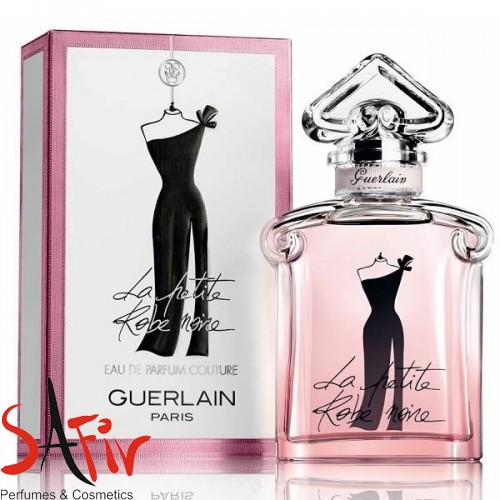 La petite
Robe noire
EAU DE PARFUM COUTURE
GUERLAIN
PARIS
Guerlain
La petite
Robe noire
SAFir
Perfumes & Cosmetics